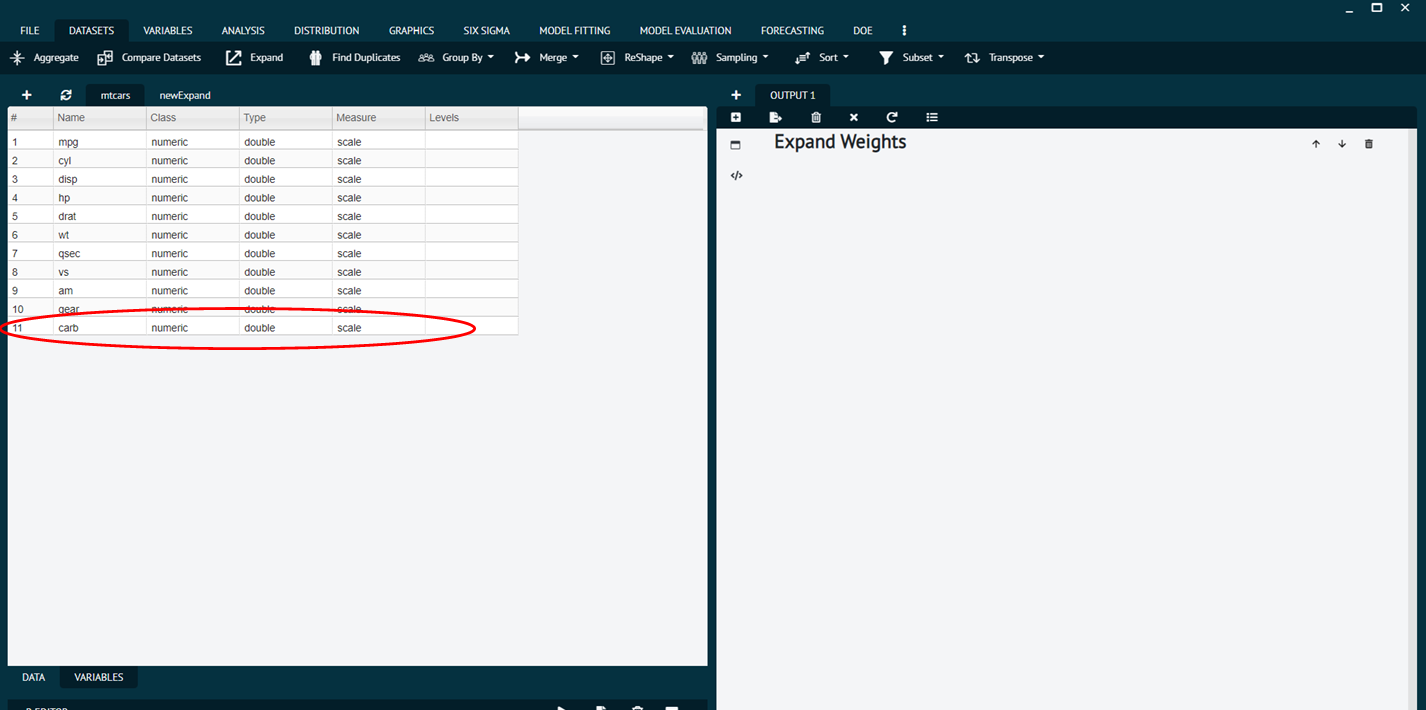 FILE DATASETS VARIABLES ANALYSIS DISTRIBUTION GRAPHICS SIX SIGMA MODEL FITTING MODEL EVALUATION FORECASTING DOE
Aggregate Compare Datasets Expand Find Duplicates Group By Merge ReShape Sampling Sort Subset Transpose
mtcars newExpand
# Name Class Type Measure Levels
1 mpg numeric double scale
2 cyl numeric double scale
3 disp numeric double scale
4 hp numeric double scale
5 drat numeric double scale
6 wt numeric double scale
7 qsec numeric double scale
8 vs numeric double scale
9 am numeric double scale
10 gear numeric double scale
11 carb numeric double scale
DATA VARIABLES
R EDITOR
OUTPUT 1
Expand Weights